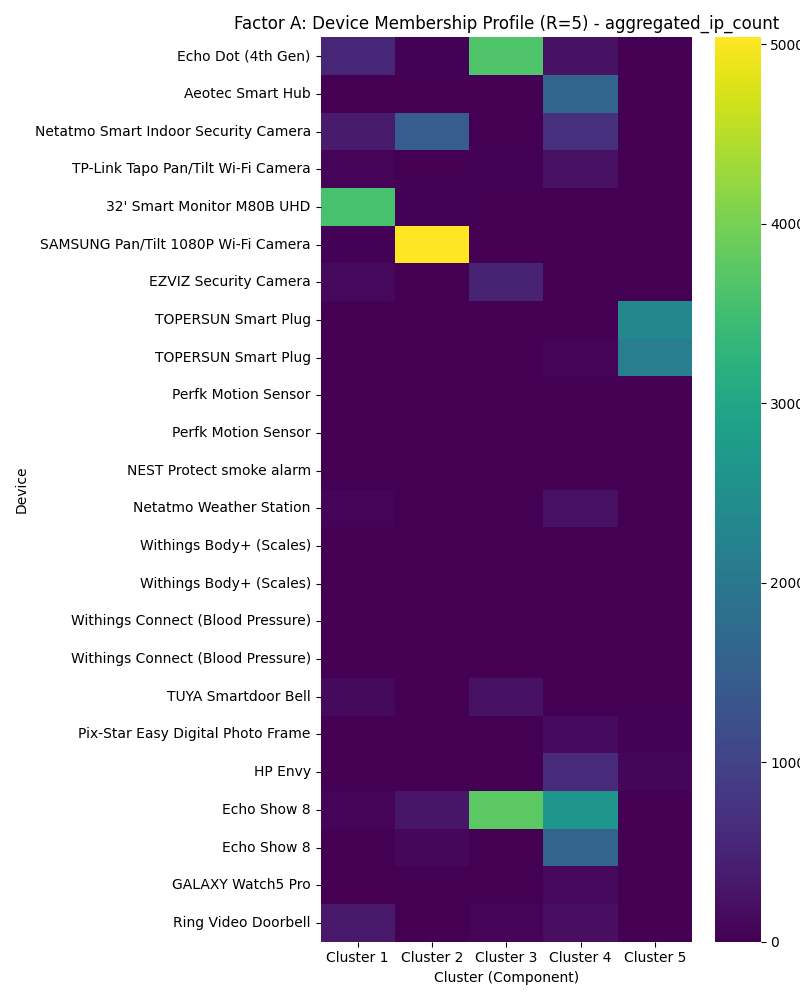 Factor A: Device Membership Profile (R=5) - aggregated_ip_count
Echo Dot (4th Gen)
Aeotec Smart Hub
Netatmo Smart Indoor Security Camera
TP-Link Tapo Pan/Tilt Wi-Fi Camera
32' Smart Monitor M80B UHD
SAMSUNG Pan/Tilt 1080P Wi-Fi Camera
EZVIZ Security Camera
TOPERSUN Smart Plug
TOPERSUN Smart Plug
Perfk Motion Sensor
Perfk Motion Sensor
NEST Protect smoke alarm
Netatmo Weather Station
Withings Body+ (Scales)
Withings Body+ (Scales)
Withings Connect (Blood Pressure)
Withings Connect (Blood Pressure)
TUYA Smartdoor Bell
Pix-Star Easy Digital Photo Frame
HP Envy
Echo Show 8
Echo Show 8
GALAXY Watch5 Pro
Ring Video Doorbell
Device
Cluster 1 Cluster 2 Cluster 3 Cluster 4 Cluster 5
Cluster (Component)
5000
4000
3000
2000
1000
0